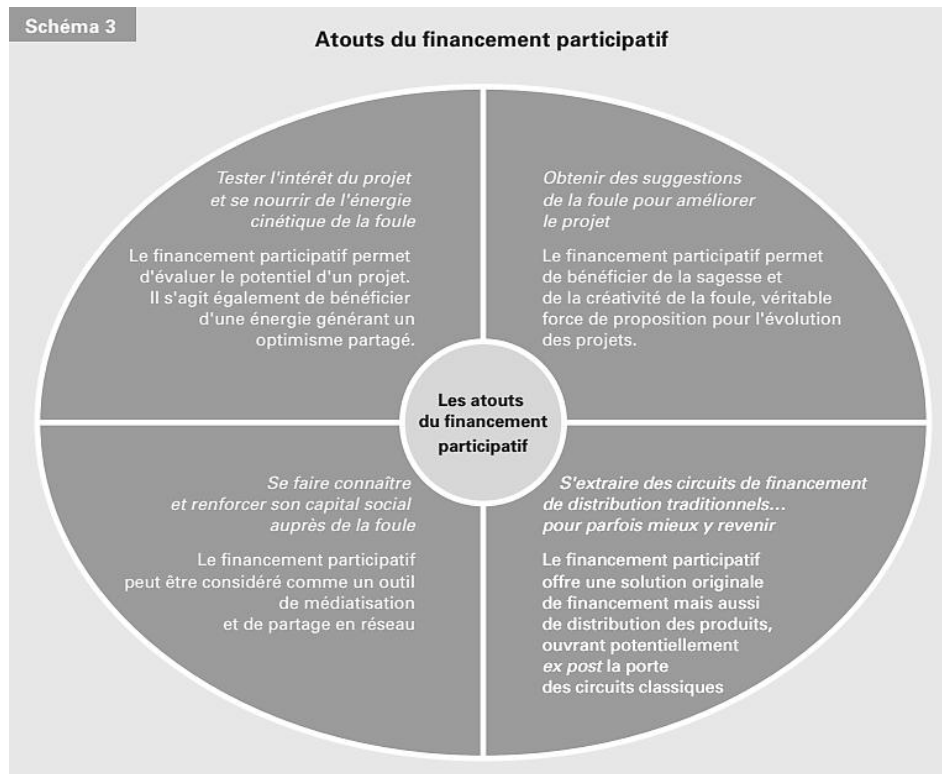 Schéma 3
Atouts du financement participatif
Tester l'intérêt du projet
et se nourrir de l'énergie
cinétique de la foule
Le financement participatif permet
d'évaluer le potentiel d'un projet.
Il s'agit également de bénéficier
d'une énergie générant un
optimisme partagé.
Obtenir des suggestions
de la foule pour améliorer
le projet
Le financement participatif permet
de bénéficier de la sagesse et
de la créativité de la foule, véritable
force de proposition pour l'évolution
des projets.
Les atouts
du financement
participatif
Se faire connaître
et renforcer son capital social
auprès de la foule
Le financement participatif
peut être considéré comme un outil
de médiatisation
et de partage en réseau
S'extraire des circuits de financement
de distribution traditionnels...
pour parfois mieux y revenir
Le financement participatif
offre une solution originale
de financement mais aussi
de distribution des produits,
ouvrant potentiellement
ex post la porte
des circuits classiques